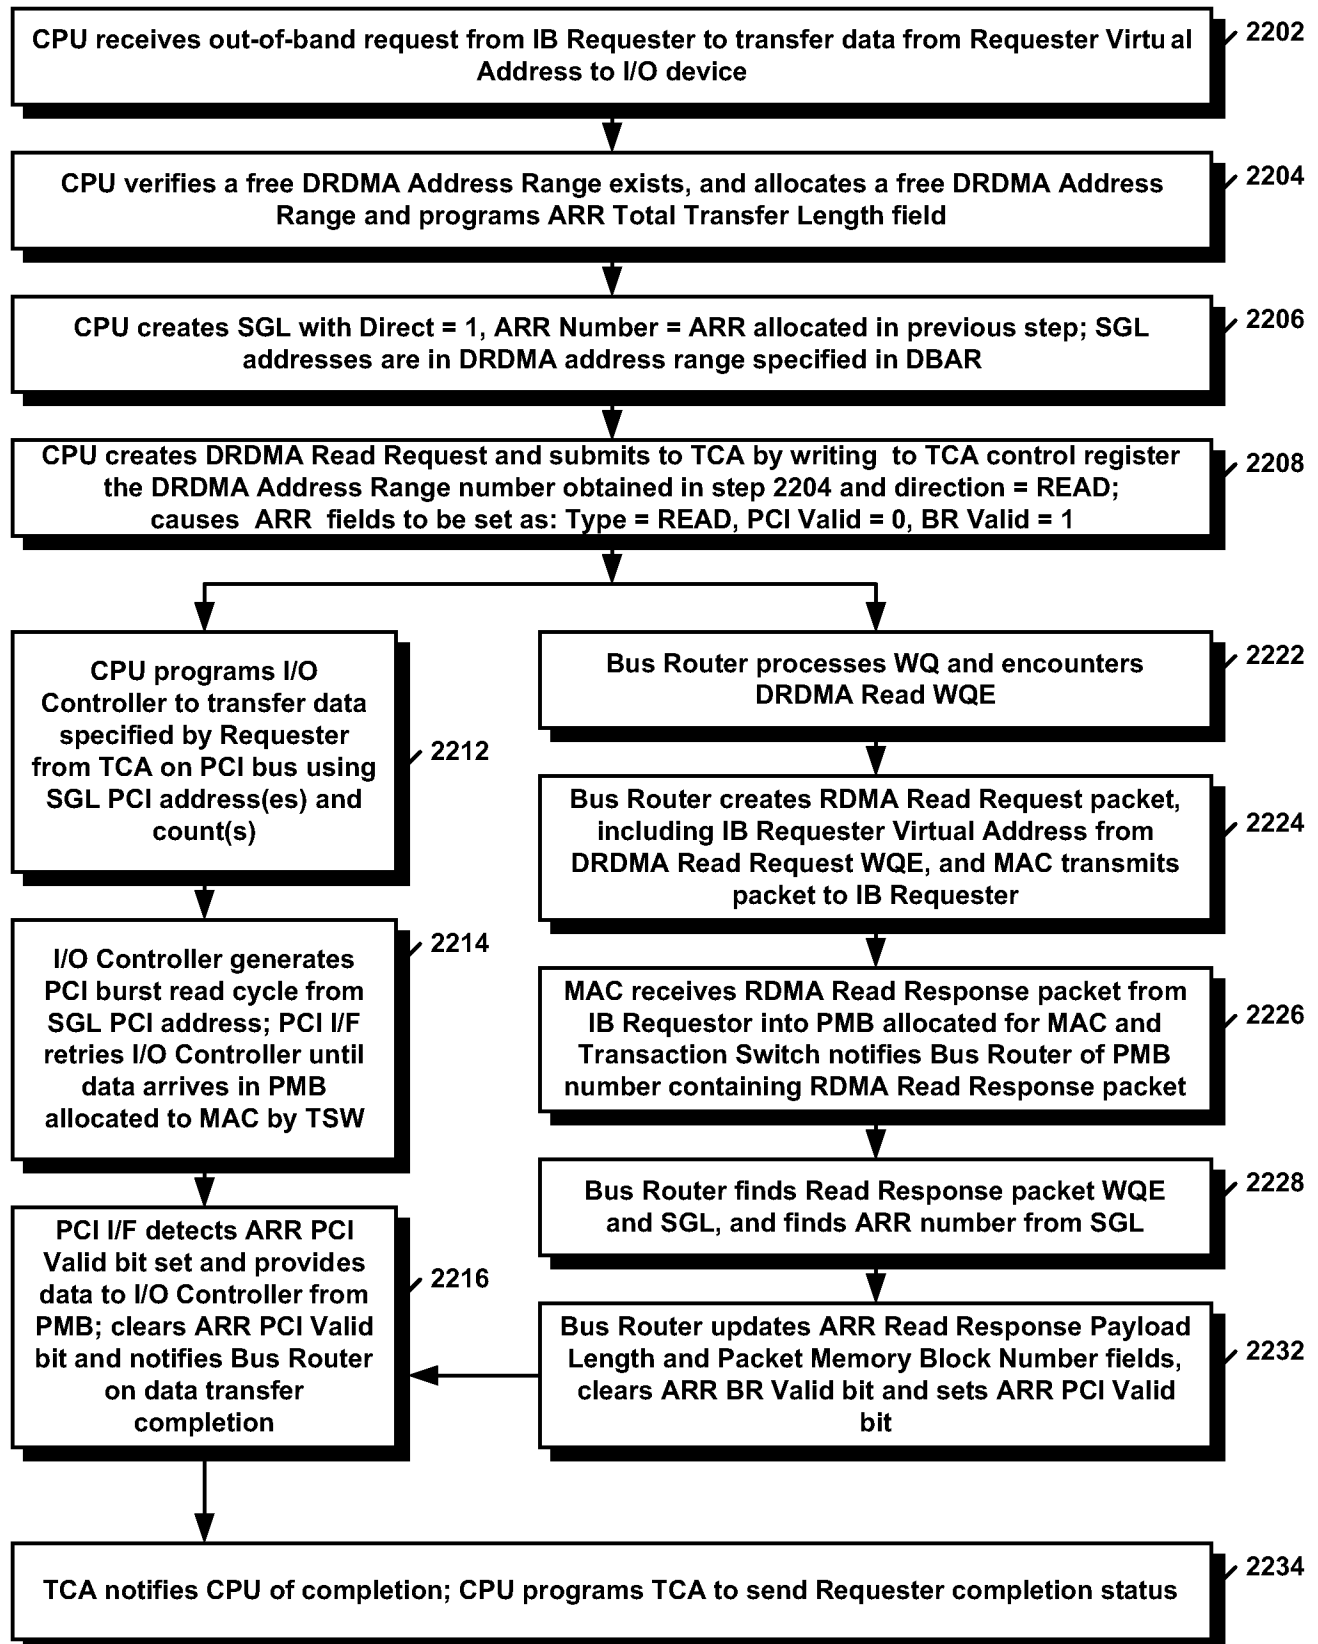 CPU receives out-of-band request from IB Requester to transfer data from Requester Virtual
Address to I/O device
2202
CPU verifies a free DRDMA Address Range exists, and allocates a free DRDMA Address
Range and programs ARR Total Transfer Length field
2204
CPU creates SGL with Direct = 1, ARR Number = ARR allocated in previous step; SGL
addresses are in DRDMA address range specified in DBAR
2206
CPU creates DRDMA Read Request and submits to TCA by writing to TCA control register
the DRDMA Address Range number obtained in step 2204 and direction = READ;
causes ARR fields to be set as: Type = READ, PCI Valid = 0, BR Valid = 1
2208
CPU programs I/O
Controller to transfer data
specified by Requester
from TCA on PCI bus using
SGL PCI address(es) and
count(s)
2212
I/O Controller generates
PCI burst read cycle from
SGL PCI address; PCI I/F
retries I/O Controller until
data arrives in PMB
allocated to MAC by TSW
2214
PCI I/F detects ARR PCI
Valid bit set and provides
data to I/O Controller from
PMB; clears ARR PCI Valid
bit and notifies Bus Router
on data transfer
completion
2216
Bus Router processes WQ and encounters
DRDMA Read WQE
2222
Bus Router creates RDMA Read Request packet,
including IB Requester Virtual Address from
DRDMA Read Request WQE, and MAC transmits
packet to IB Requester
2224
MAC receives RDMA Read Response packet from
IB Requestor into PMB allocated for MAC and
Transaction Switch notifies Bus Router of PMB
number containing RDMA Read Response packet
2226
Bus Router finds Read Response packet WQE
and SGL, and finds ARR number from SGL
2228
Bus Router updates ARR Read Response Payload
Length and Packet Memory Block Number fields,
clears ARR BR Valid bit and sets ARR PCI Valid
bit
2232
TCA notifies CPU of completion; CPU programs TCA to send Requester completion status
2234